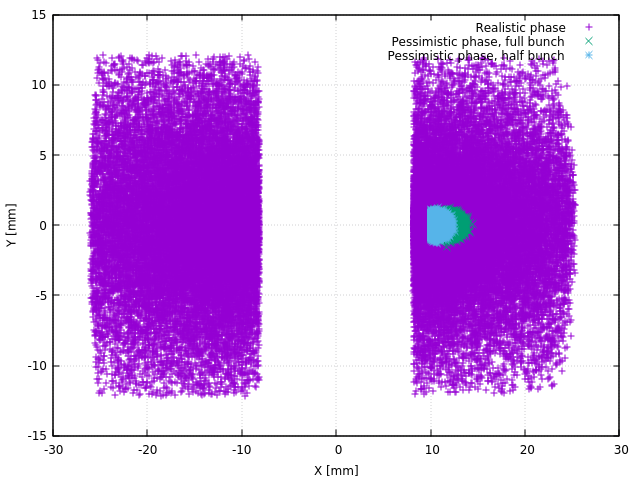 Realistic phase
Pessimistic phase, full bunch
Pessimistic phase, half bunch
15
10
5
0
-5
-10
-15
Y [mm]
-30
-20
-10
0
10
20
30
X [mm]